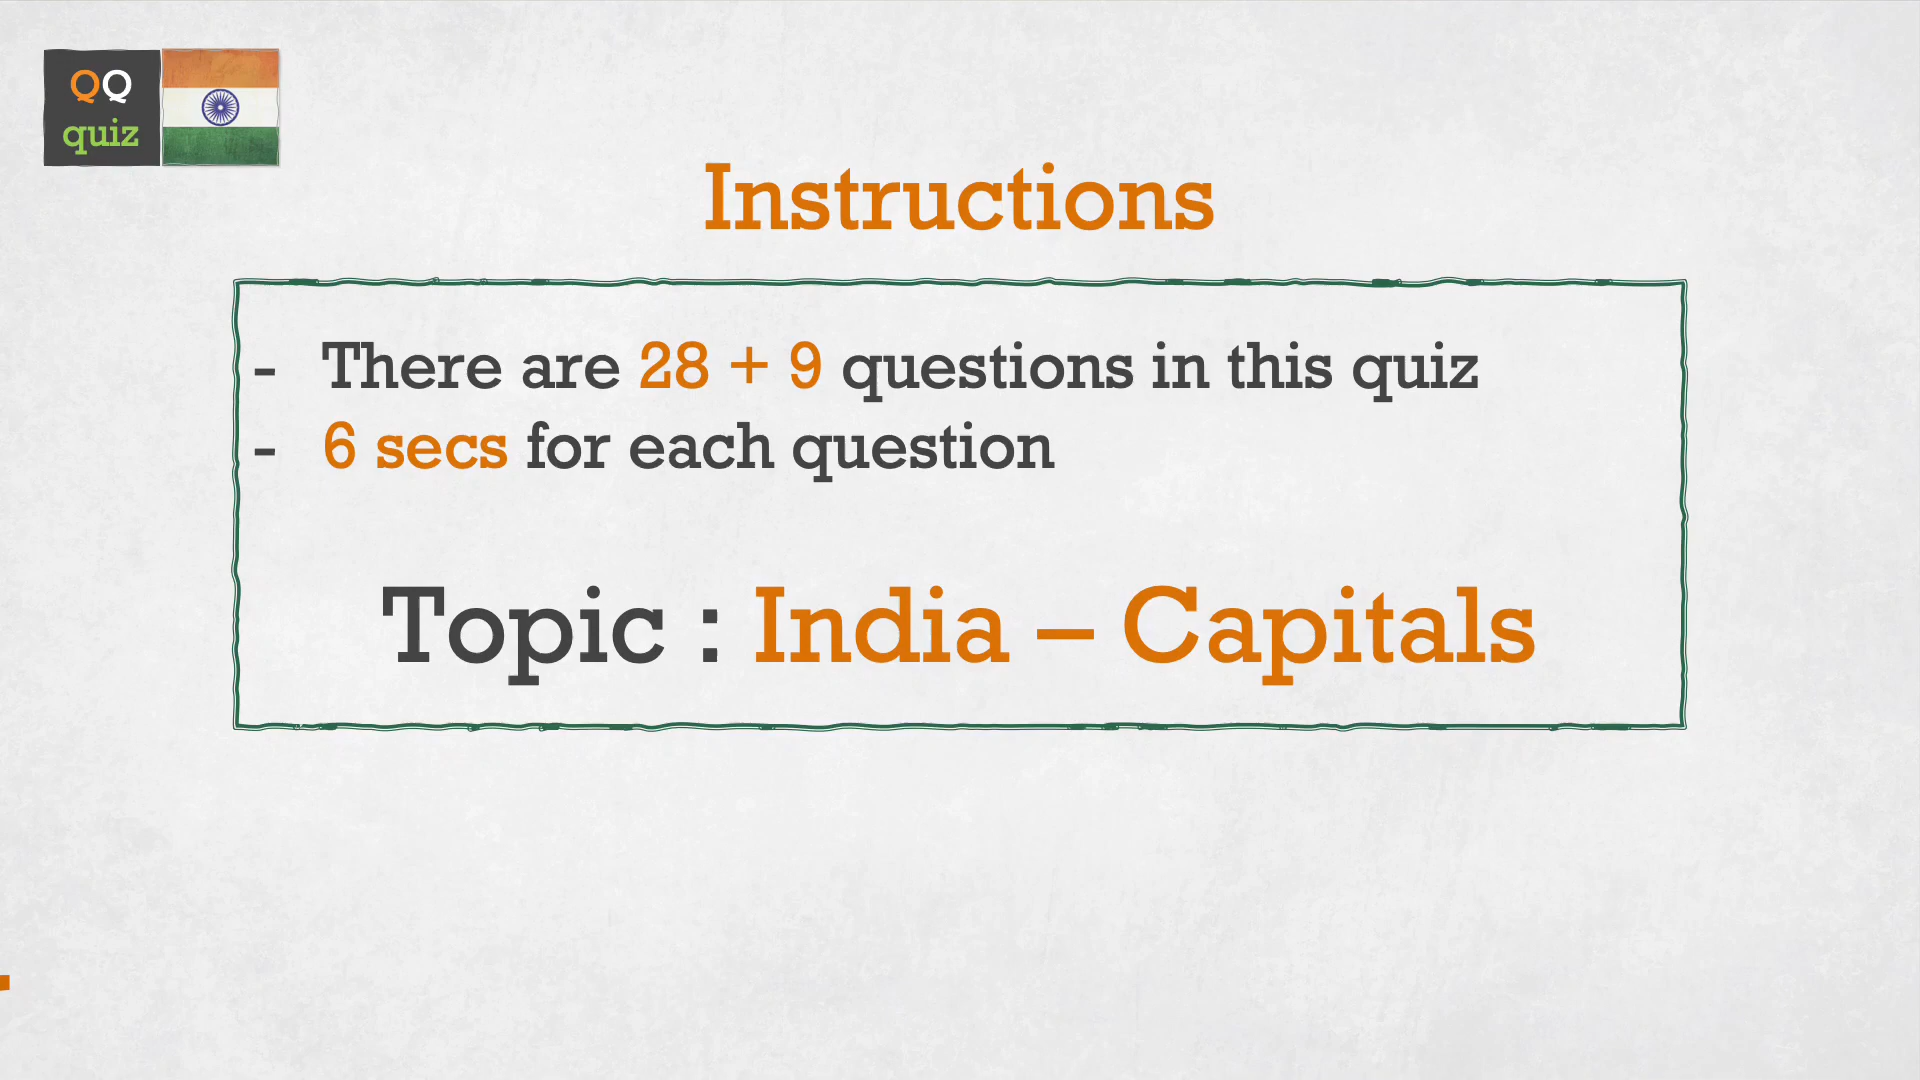 QQ
quiz
Instructions
- There are 28 + 9 questions in this quiz
- 6 secs for each question
Topic : India – Capitals